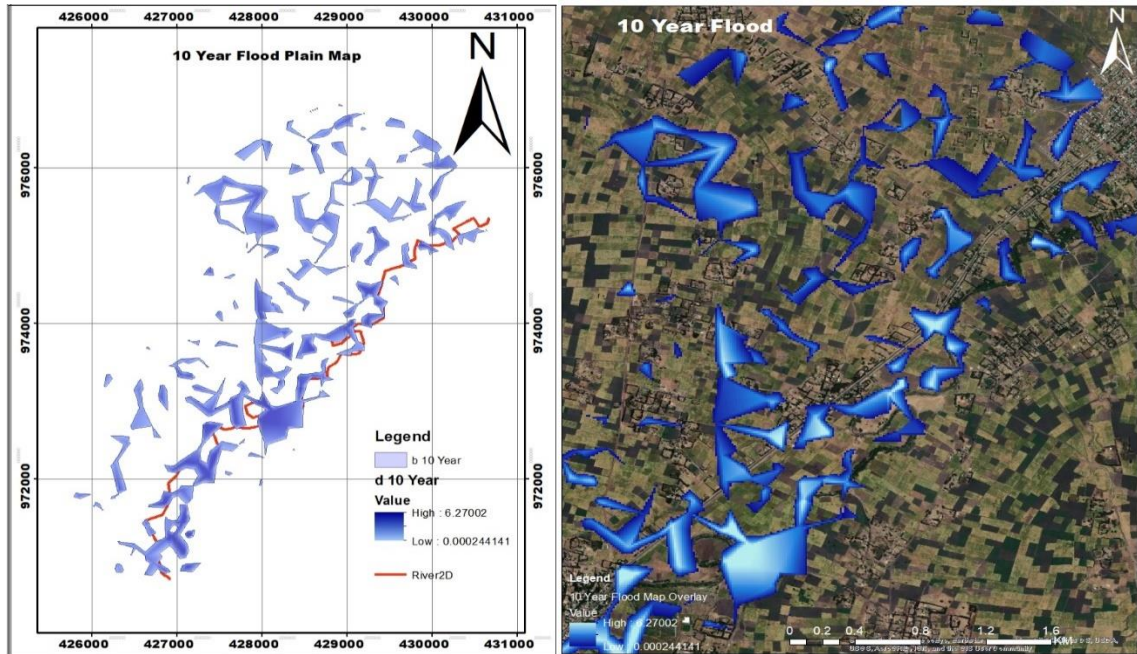 426000 427000 428000 429000 430000 431000
10 Year Flood Plain Map
N
976000
974000
972000
976000
974000
972000
Legend
b 10 Year
d 10 Year
Value
High : 6.27002
Low : 0.000244141
River2D
426000 427000 428000 429000 430000 431000
10 Year Flood
N
Legend
10 Year Flood Map Overlay
Value
High : 6.27002
Low : 0.000244141
0 0.2 0.4 0.8 1.2 1.6
KM